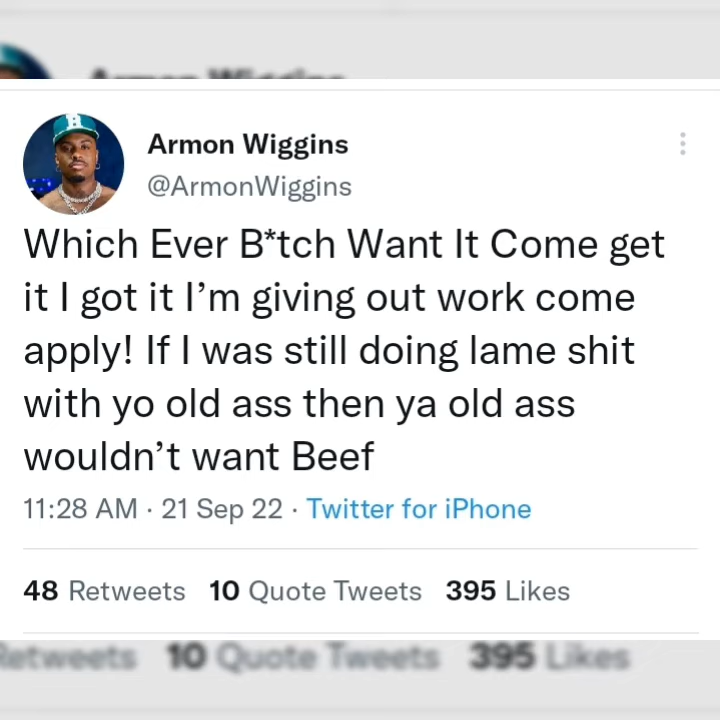 Armon Wiggins
B
Armon Wiggins
@ArmonWiggins
Which Ever B*tch Want It Come get
it I got it I’m giving out work come
apply! If I was still doing lame shit
with yo old ass then ya old ass
wouldn’t want Beef
11:28 AM · 21 Sep 22 · Twitter for iPhone
48 Retweets 10 Quote Tweets 395 Likes
Retweets 10 Quote Tweets 395 Likes